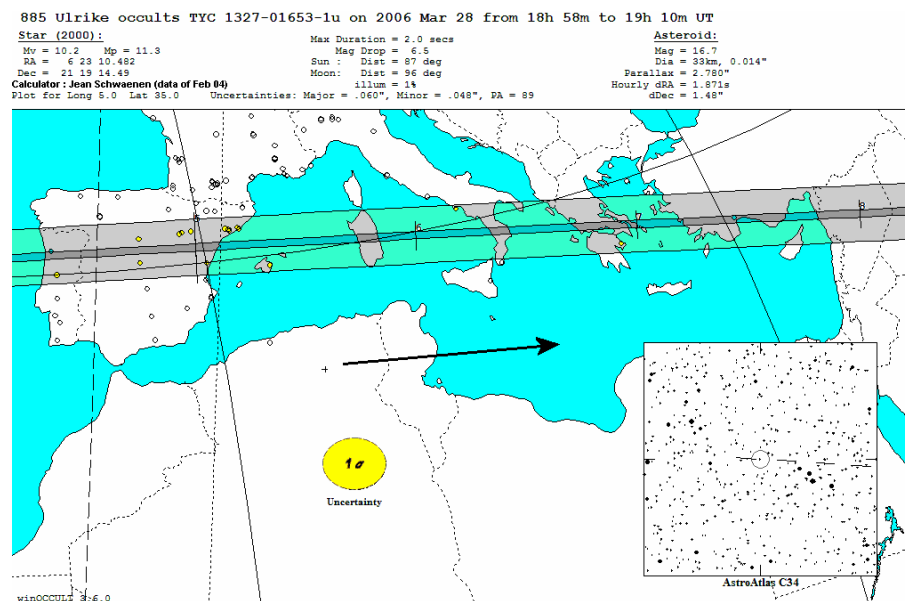 885 Ulrike occults TYC 1327-01653-1u on 2006 Mar 28 from 18h 58m to 19h 10m UT
Star (2000):
Mv = 10.2 Mp = 11.3
RA = 6 23 10.482
Dec = 21 19 14.49
Calculator : Jean Schwaenen (data of Feb 04)
Plot for Long 5.0 Lat 35.0 Uncertainties: Major = .060", Minor = .048", PA = 89
Max Duration = 2.0 secs
Mag Drop = 6.5
Sun : Dist = 87 deg
Moon: Dist = 96 deg
illum = 1%
Asteroid:
Mag = 16.7
Dia = 33km, 0.014"
Parallax = 2.780"
Hourly dRA = 1.871s
dDec = 1.48"
1σ
Uncertainty
AstroAtlas C34
winOCCULT 3.6.0